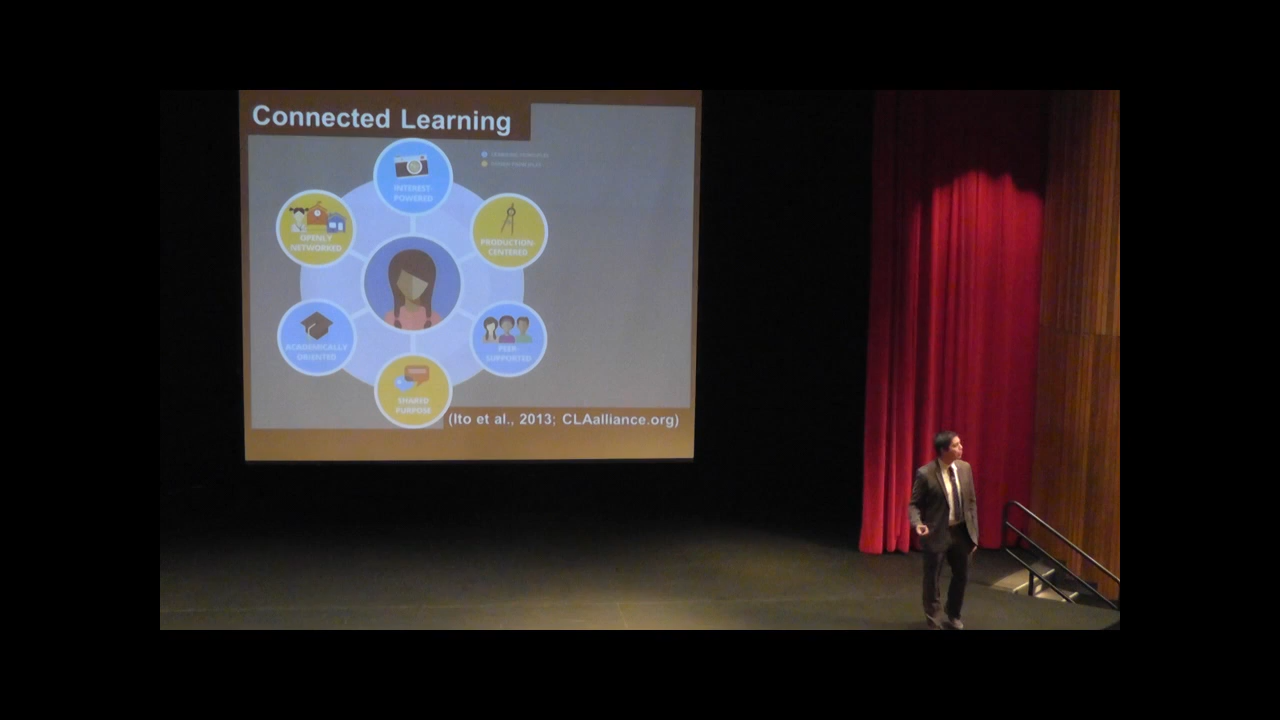 Connected Learning
INTEREST-
POWERED
OPENLY
NETWORKED
PRODUCTION-
CENTERED
ACADEMICALLY
ORIENTED
PEER-
SUPPORTED
SHARED
PURPOSE
(Ito et al., 2013; CLAalliance.org)